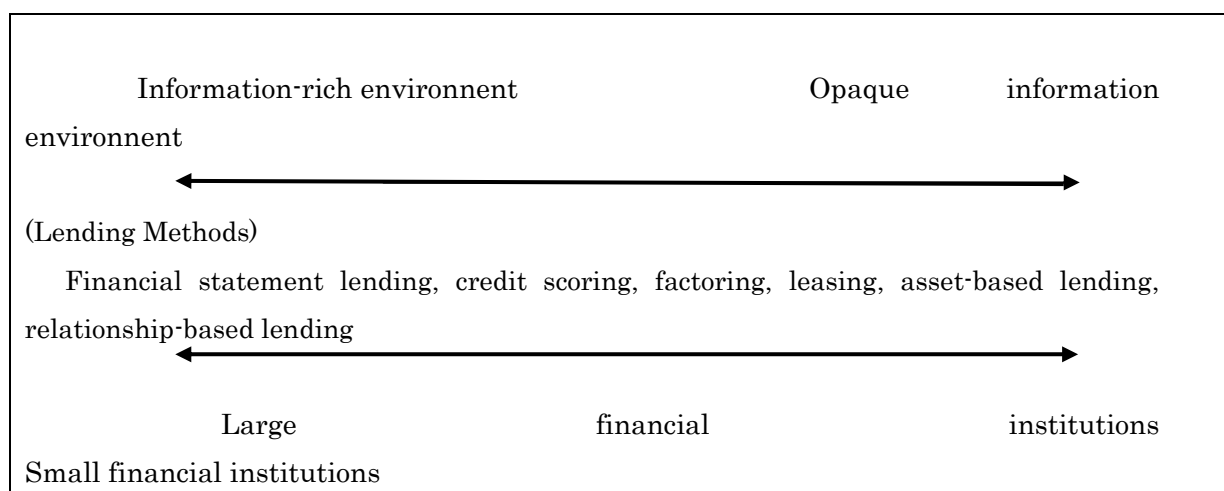 Information-rich environnent Opaque information
environnent
(Lending Methods)
Financial statement lending, credit scoring, factoring, leasing, asset-based lending,
relationship-based lending
Large financial institutions
Small financial institutions